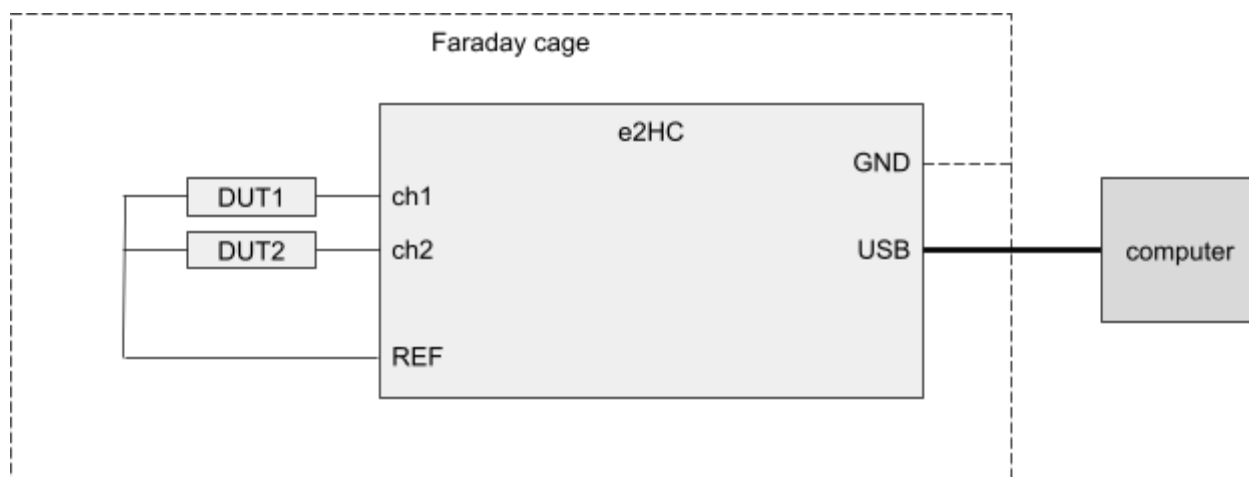 Faraday cage
e2HC
GND
DUT1
ch1
DUT2
ch2
USB
computer
REF